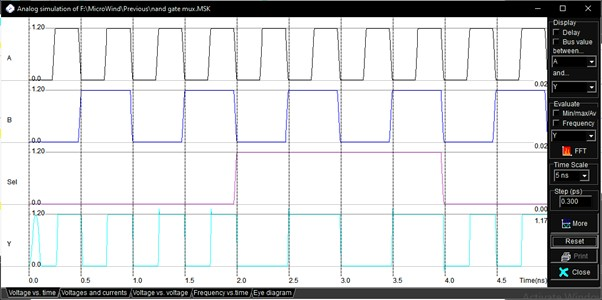 Analog simulation of F:\MicroWind\Previous\nand gate mux.MSK
1.20
A
0.0
0.02
1.20
B
0.0
0.02
1.20
Sel
0.0
0.00
1.20
1.17
Y
0.0
0.0 0.5 1.0 1.5 2.0 2.5 3.0 3.5 4.0 4.5 Time(ns)
Voltage vs. time Voltages and currents Voltage vs. voltage Frequency vs.time Eye diagram
Display
Delay
Bus value
between...
A
and...
Y
Evaluate
Min/max/Av
Frequency
Y
FFT
Time Scale
5 ns
Step (ps)
0.300
More
Reset
Print
Close